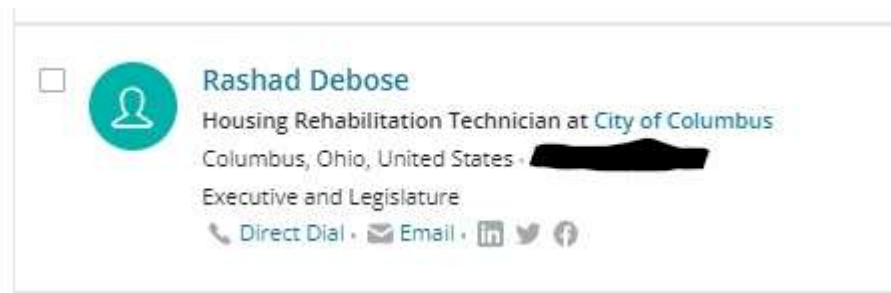 Rashad Debose
Housing Rehabilitation Technician at City of Columbus
Columbus, Ohio, United States ·
Executive and Legislature
Direct Dial · Email · in